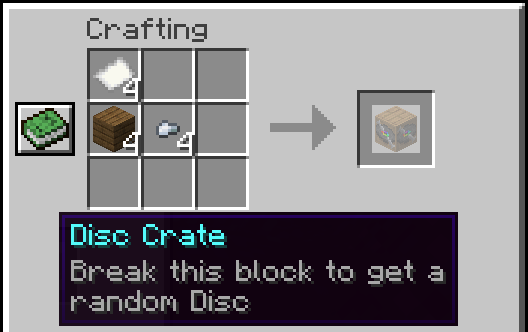 Crafting
4
4
4
Disc Crate
Break this block to get a
random Disc